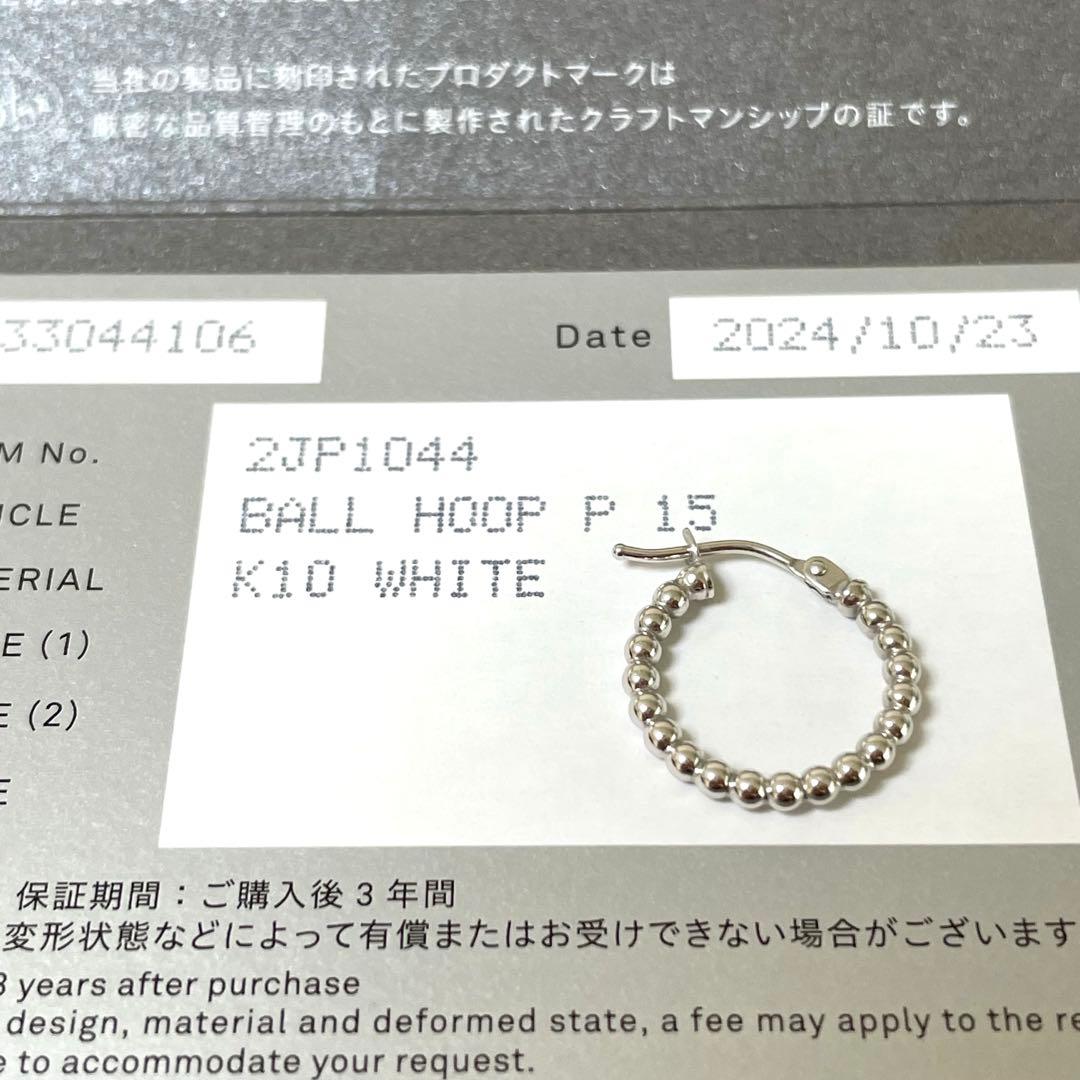 当社の製品に刻印されたプロダクトマークは
厳密な品質管理のもとに製作されたクラフトマンシップの証です。
33044106
Date 2024/10/23
M No. 2JP1044
ICLE BALL HOOP P 15
ERIAL K10 WHITE
E (1)
E (2)
E
保証期間：ご購入後3年間
変形状態などによって有償またはお受けできない場合がございます
3 years after purchase
design, material and deformed state, a fee may apply to the re
e to accommodate your request.